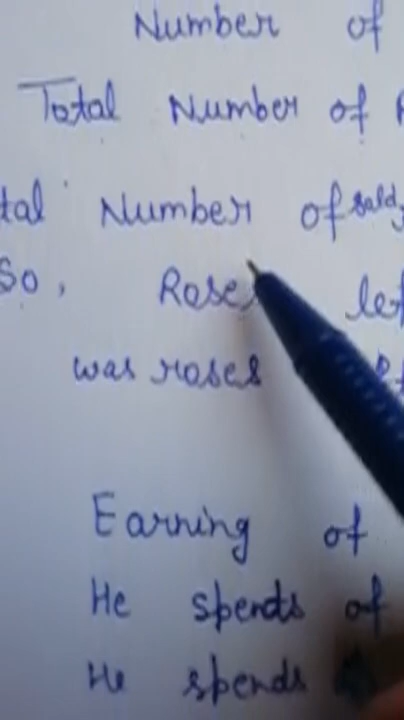 Number of
Total Number of
tal Number of sold
So, Rose
was roses
Earning of
He spends of
He spends